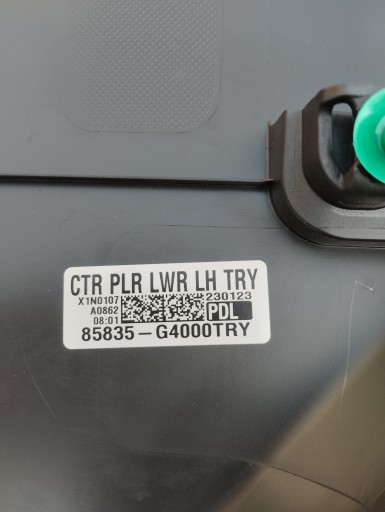 CTR PLR LWR LH TRY
X1N0107 230123
A0862
08:01 PDL
85835-G4000TRY